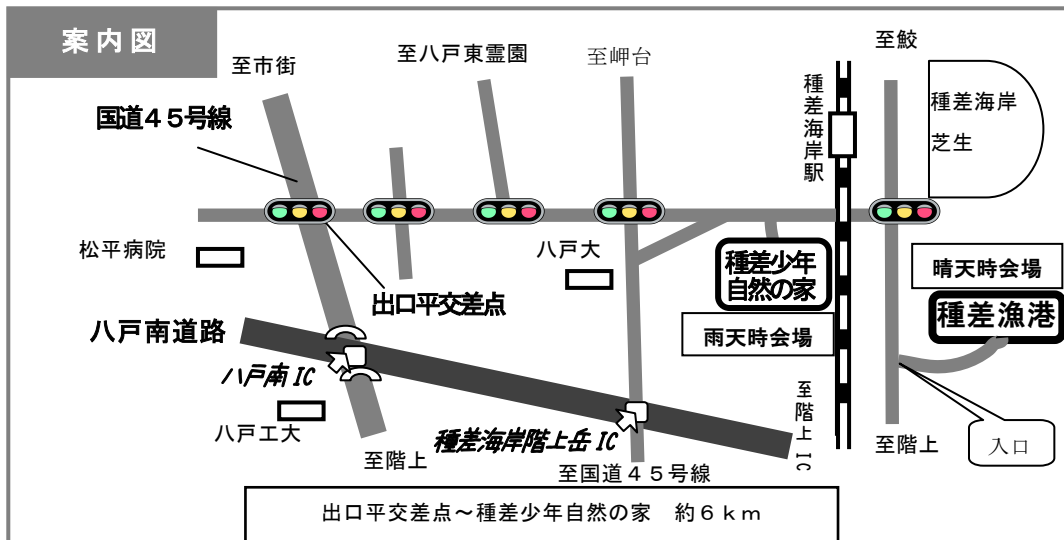 案内図
至市街
至八戸東霊園
至岬台
至鮫
国道４５号線
種差海岸駅
種差海岸
芝生
松平病院
八戸大
種差少年
自然の家
晴天時会場
出口平交差点
種差漁港
八戸南道路
雨天時会場
八戸南 IC
八戸工大
種差海岸階上岳 IC
至階上 IC
至階上
至階上
入口
至国道４５号線
出口平交差点～種差少年自然の家　約６ｋｍ